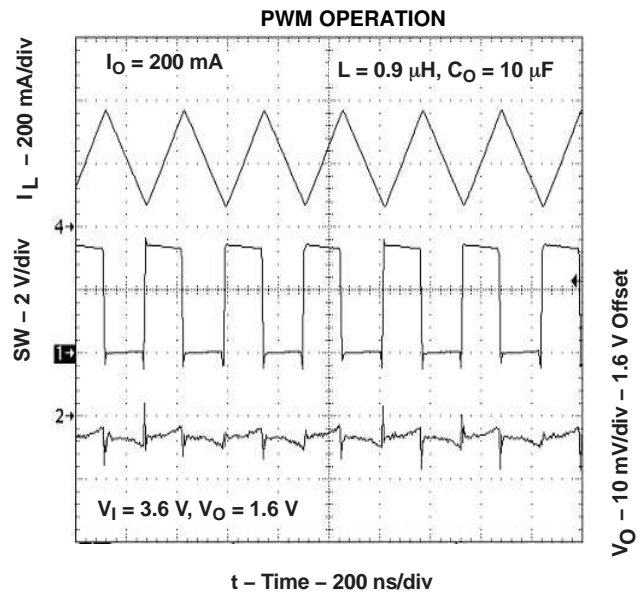 PWM OPERATION
I_O = 200 mA
L = 0.9 μH, C_O = 10 μF
I_L – 200 mA/div
4
SW – 2 V/div
1
2
V_I = 3.6 V, V_O = 1.6 V
V_O – 10 mV/div – 1.6 V Offset
t – Time – 200 ns/div